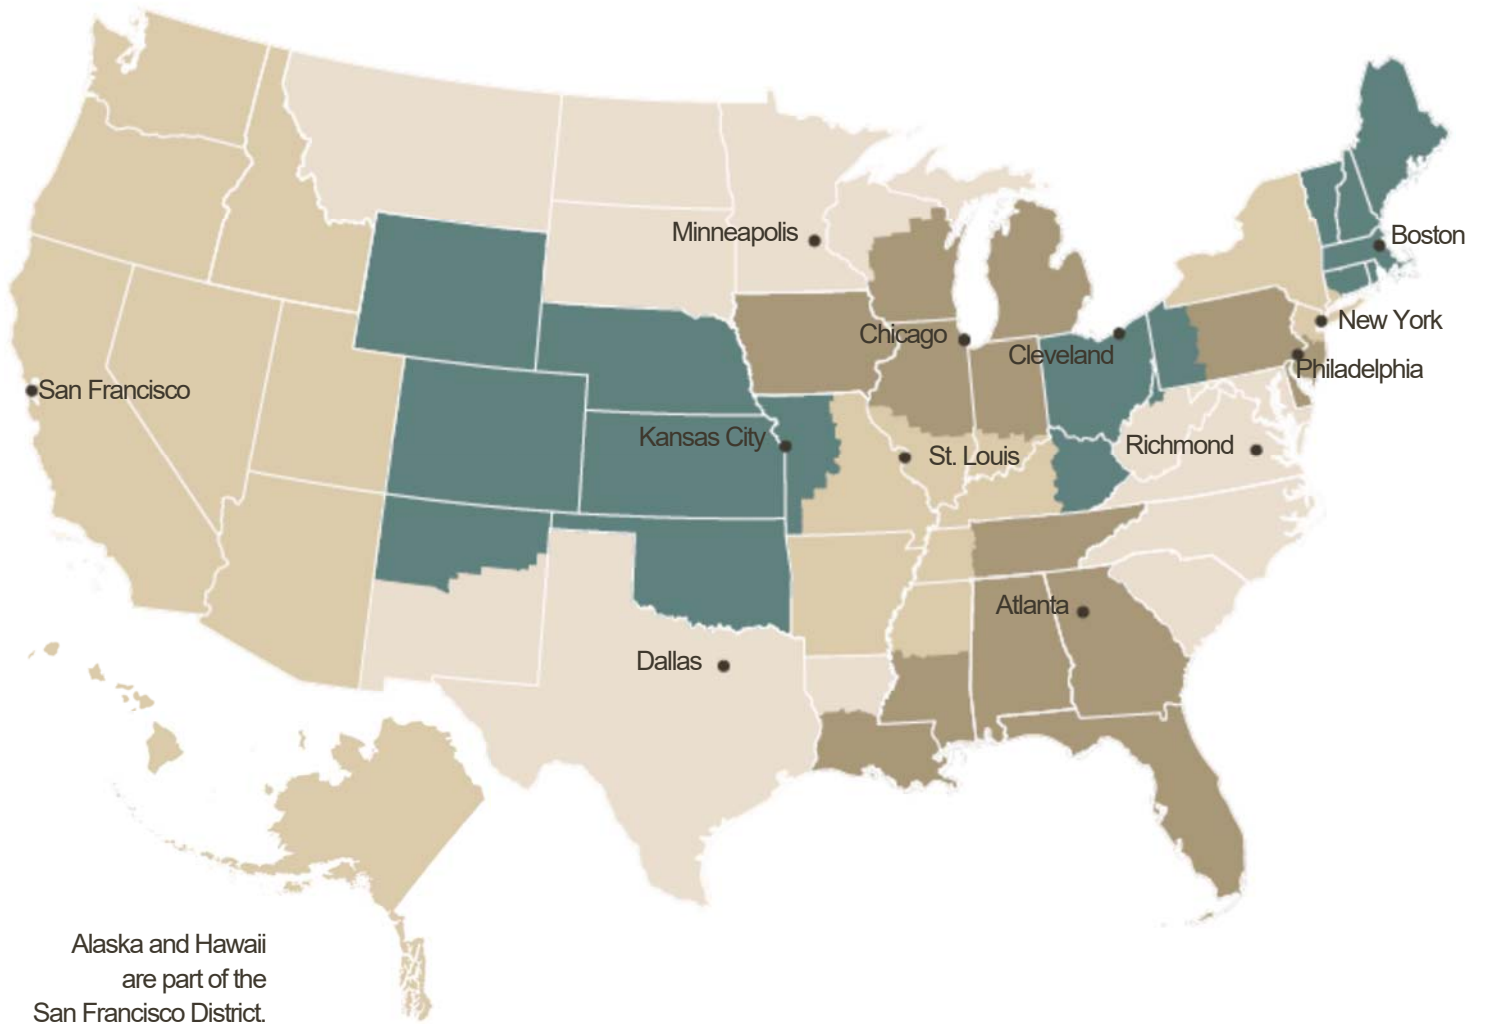 Minneapolis
Boston
New York
Chicago
Cleveland
Philadelphia
San Francisco
Kansas City
St. Louis
Richmond
Atlanta
Dallas
Alaska and Hawaii
are part of the
San Francisco District.